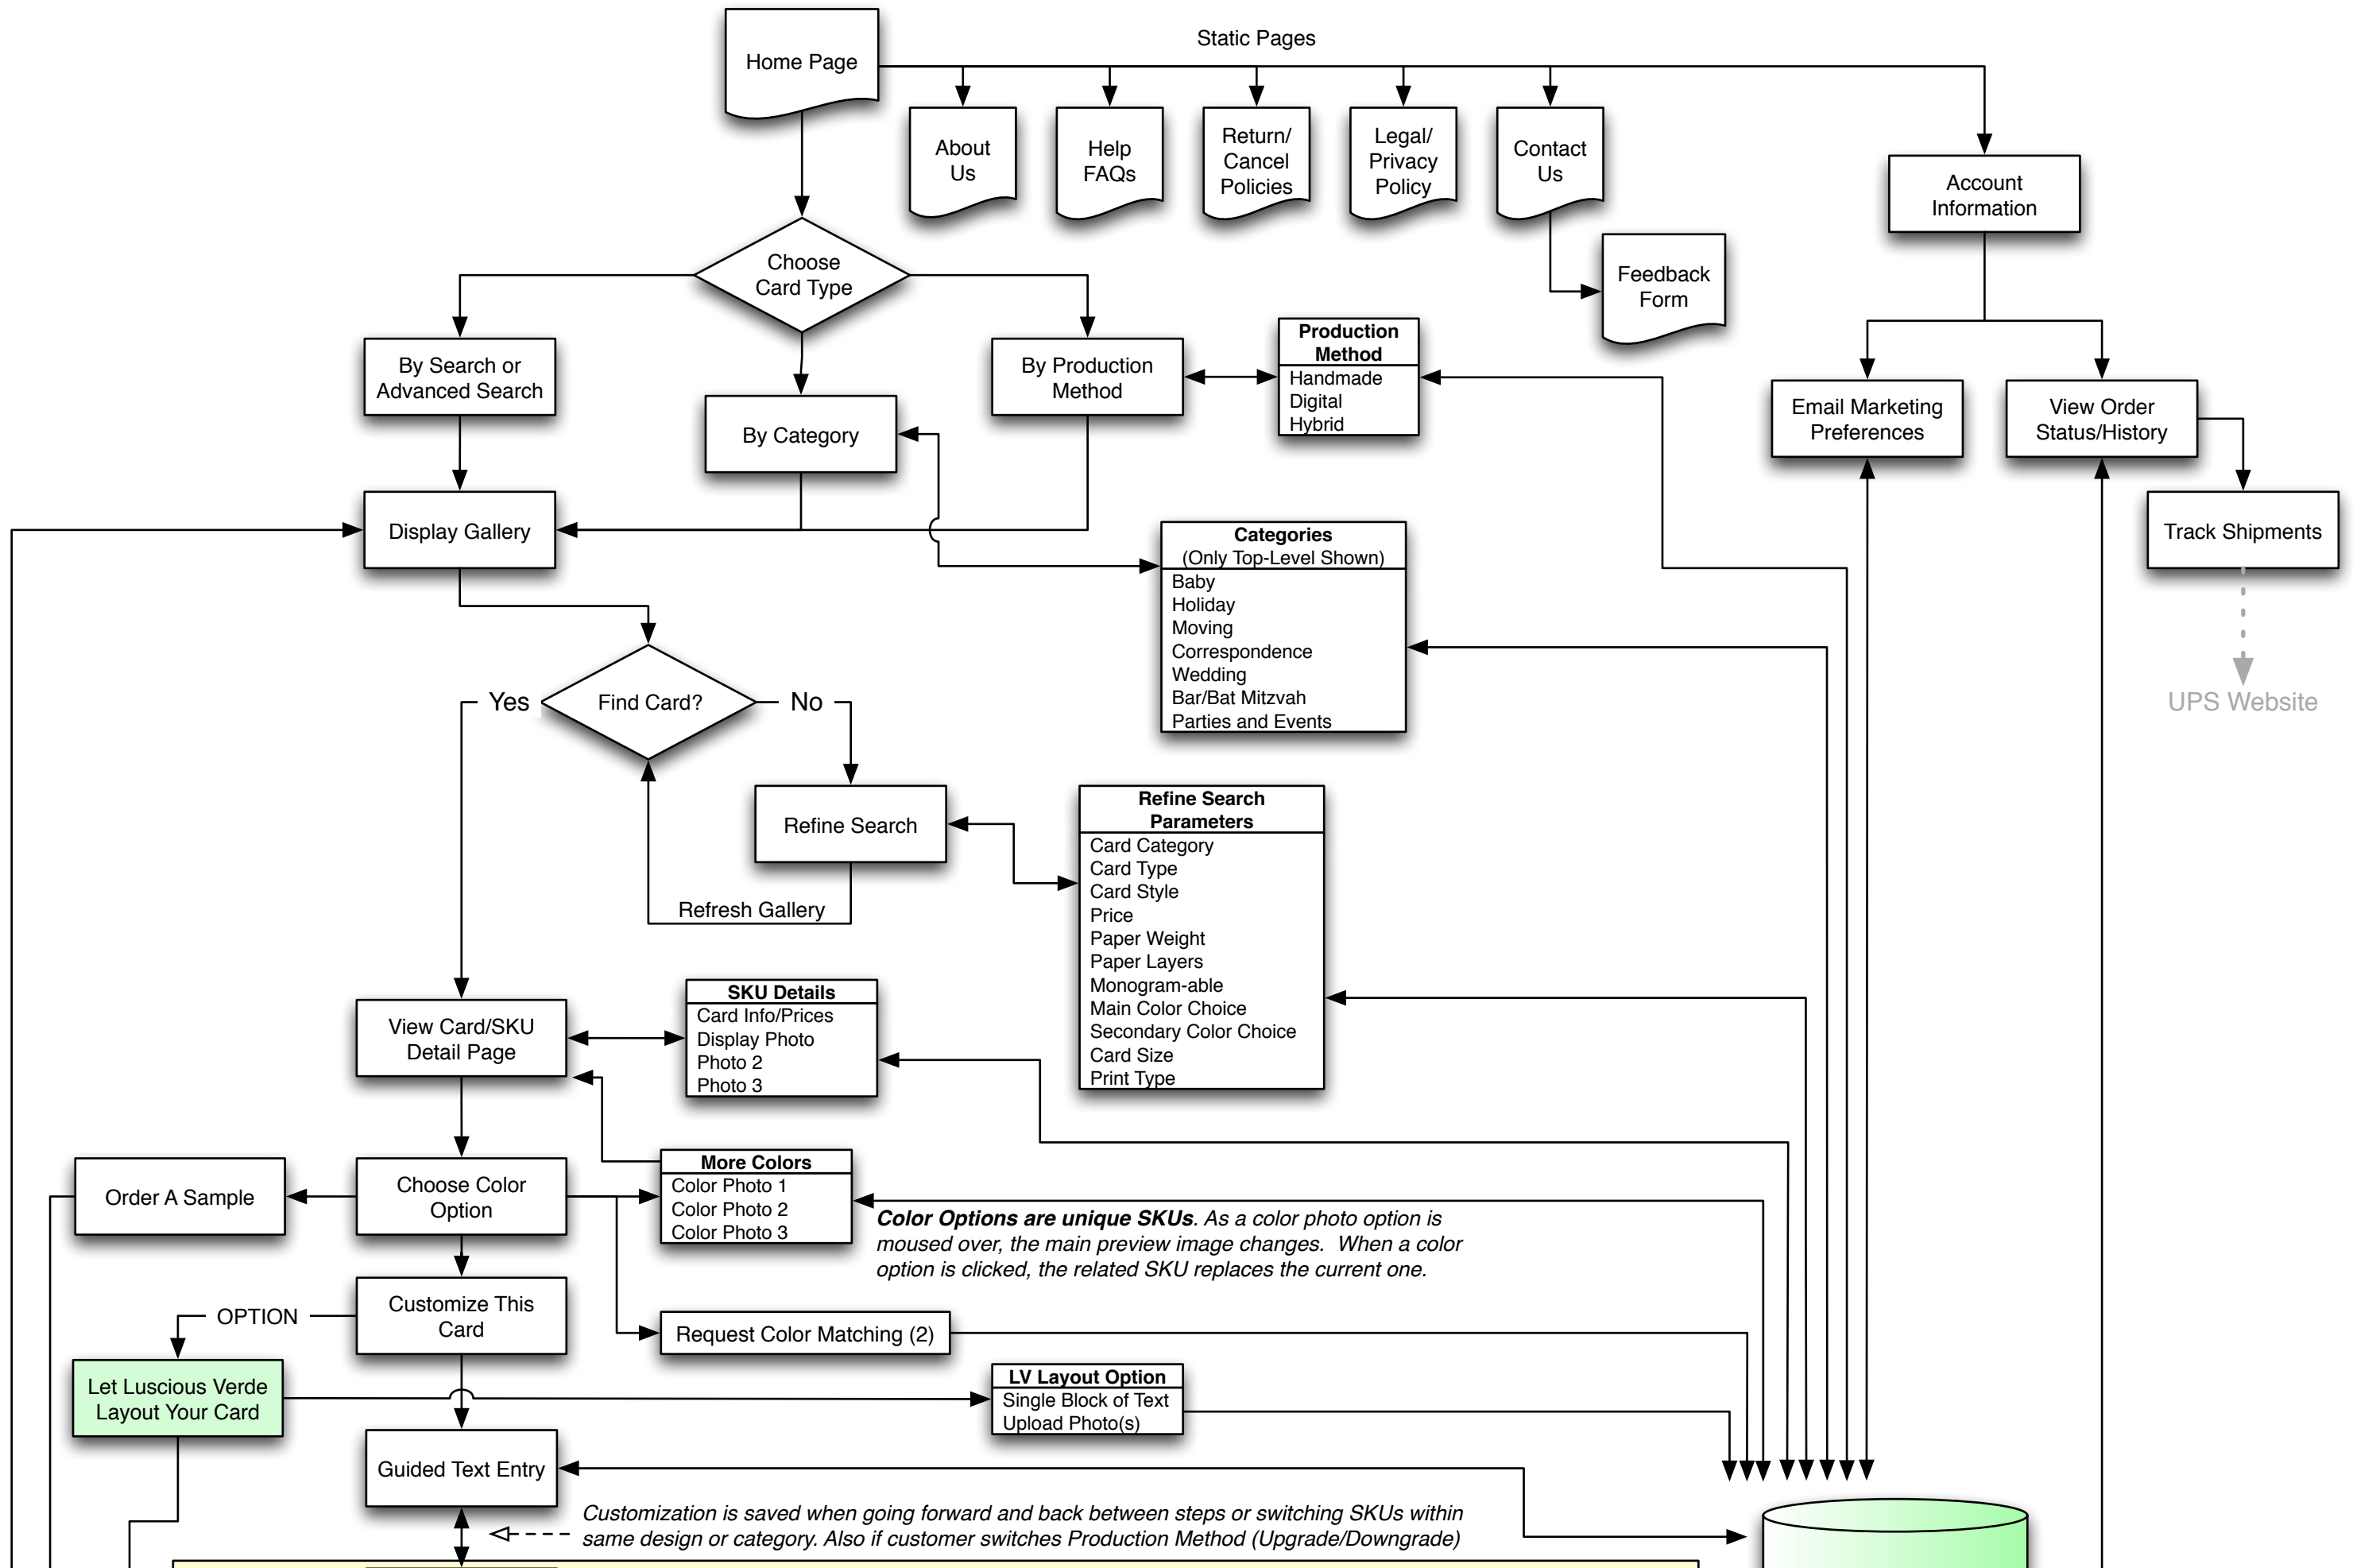 Static Pages
Home Page
About
Us
Help
FAQs
Return/
Cancel
Policies
Legal/
Privacy
Policy
Contact
Us
Account
Information
Feedback
Form
Choose
Card Type
By Search or
Advanced Search
By Category
By Production
Method
Production
Method
Handmade
Digital
Hybrid
Email Marketing
Preferences
View Order
Status/History
Track Shipments
UPS Website
Display Gallery
Categories
(Only Top-Level Shown)
Baby
Holiday
Moving
Correspondence
Wedding
Bar/Bat Mitzvah
Parties and Events
Yes
Find Card?
No
Refine Search
Refresh Gallery
Refine Search
Parameters
Card Category
Card Type
Card Style
Price
Paper Weight
Paper Layers
Monogram-able
Main Color Choice
Secondary Color Choice
Card Size
Print Type
View Card/SKU
Detail Page
SKU Details
Card Info/Prices
Display Photo
Photo 2
Photo 3
Order A Sample
Choose Color
Option
More Colors
Color Photo 1
Color Photo 2
Color Photo 3
Color Options are unique SKUs. As a color photo option is
moused over, the main preview image changes.  When a color
option is clicked, the related SKU replaces the current one.
OPTION
Customize This
Card
Request Color Matching (2)
Let Luscious Verde
Layout Your Card
LV Layout Option
Single Block of Text
Upload Photo(s)
Guided Text Entry
Customization is saved when going forward and back between steps or switching SKUs within
same design or category. Also if customer switches Production Method (Upgrade/Downgrade)